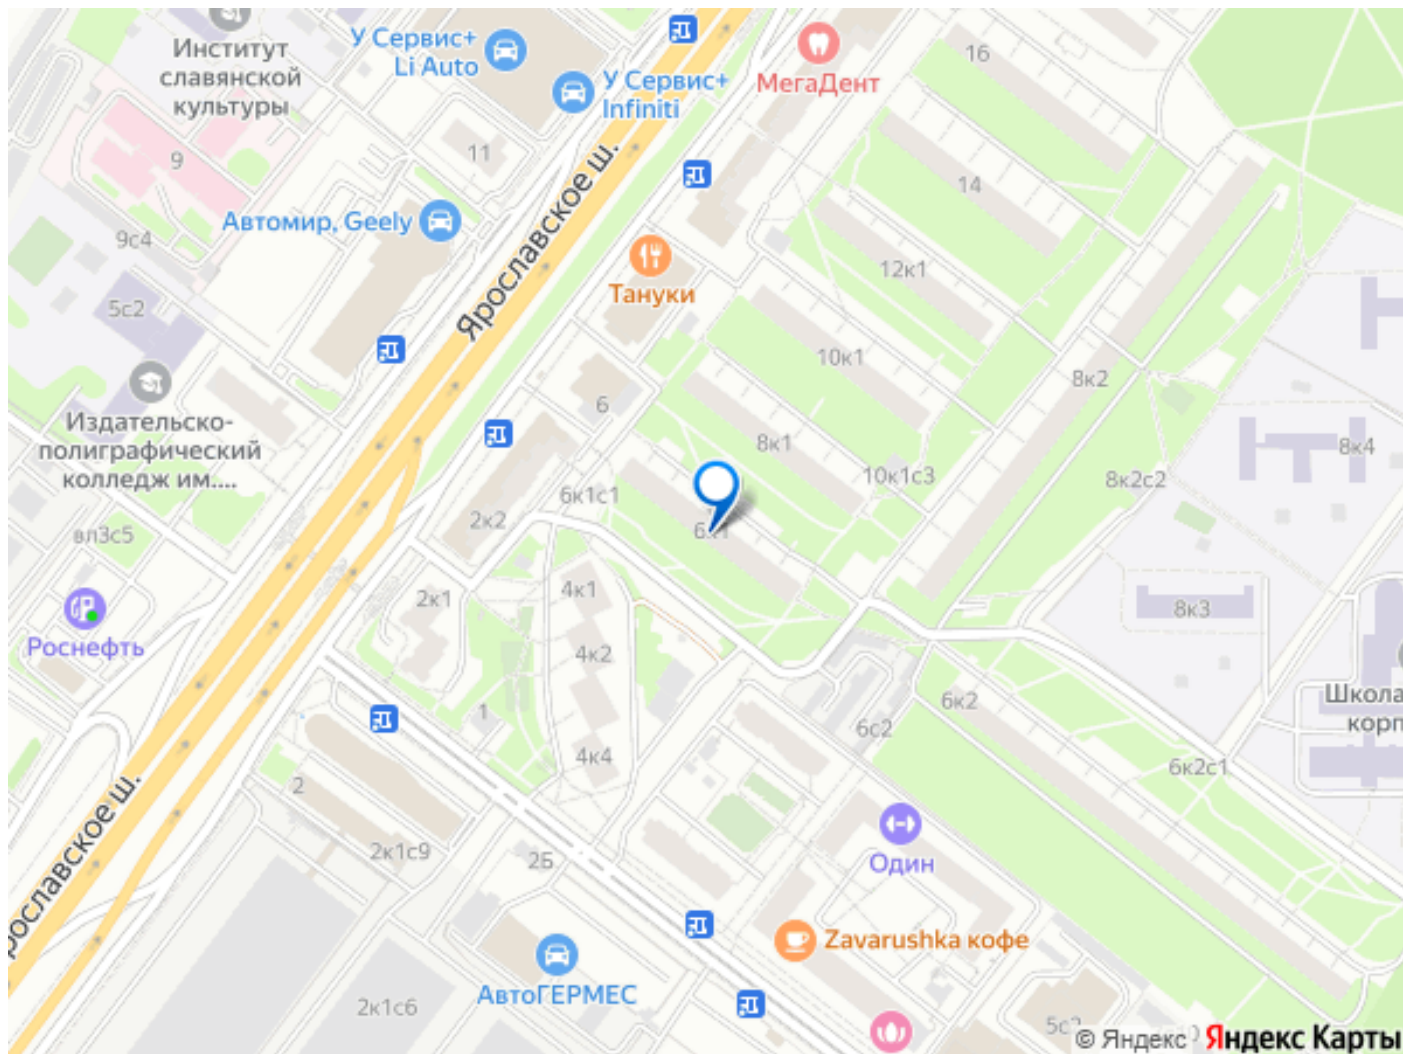 Институт
славянской
культуры
У Сервис+
Li Auto
У Сервис+
Infiniti
МегаДент
16
11
9
14
Автомир, Geely
9с4
5с2
Ярославское ш.
Тануки
12к1
10к1
8к2
Издательско-
полиграфический
колледж им....
6
8к1
10к1с3
8к4
8к2с2
6к1с1
2к2
вл3с5
4к1
2к1
8к3
Роснефть
4к2
6к2
Школа
корп
1
6с2
4к4
6к2с1
2
Ярославское ш.
2к1с9
2Б
Один
Zavarushka кофе
АвтоГЕРМЕС
2к1с6
© Яндекс
Яндекс Карты